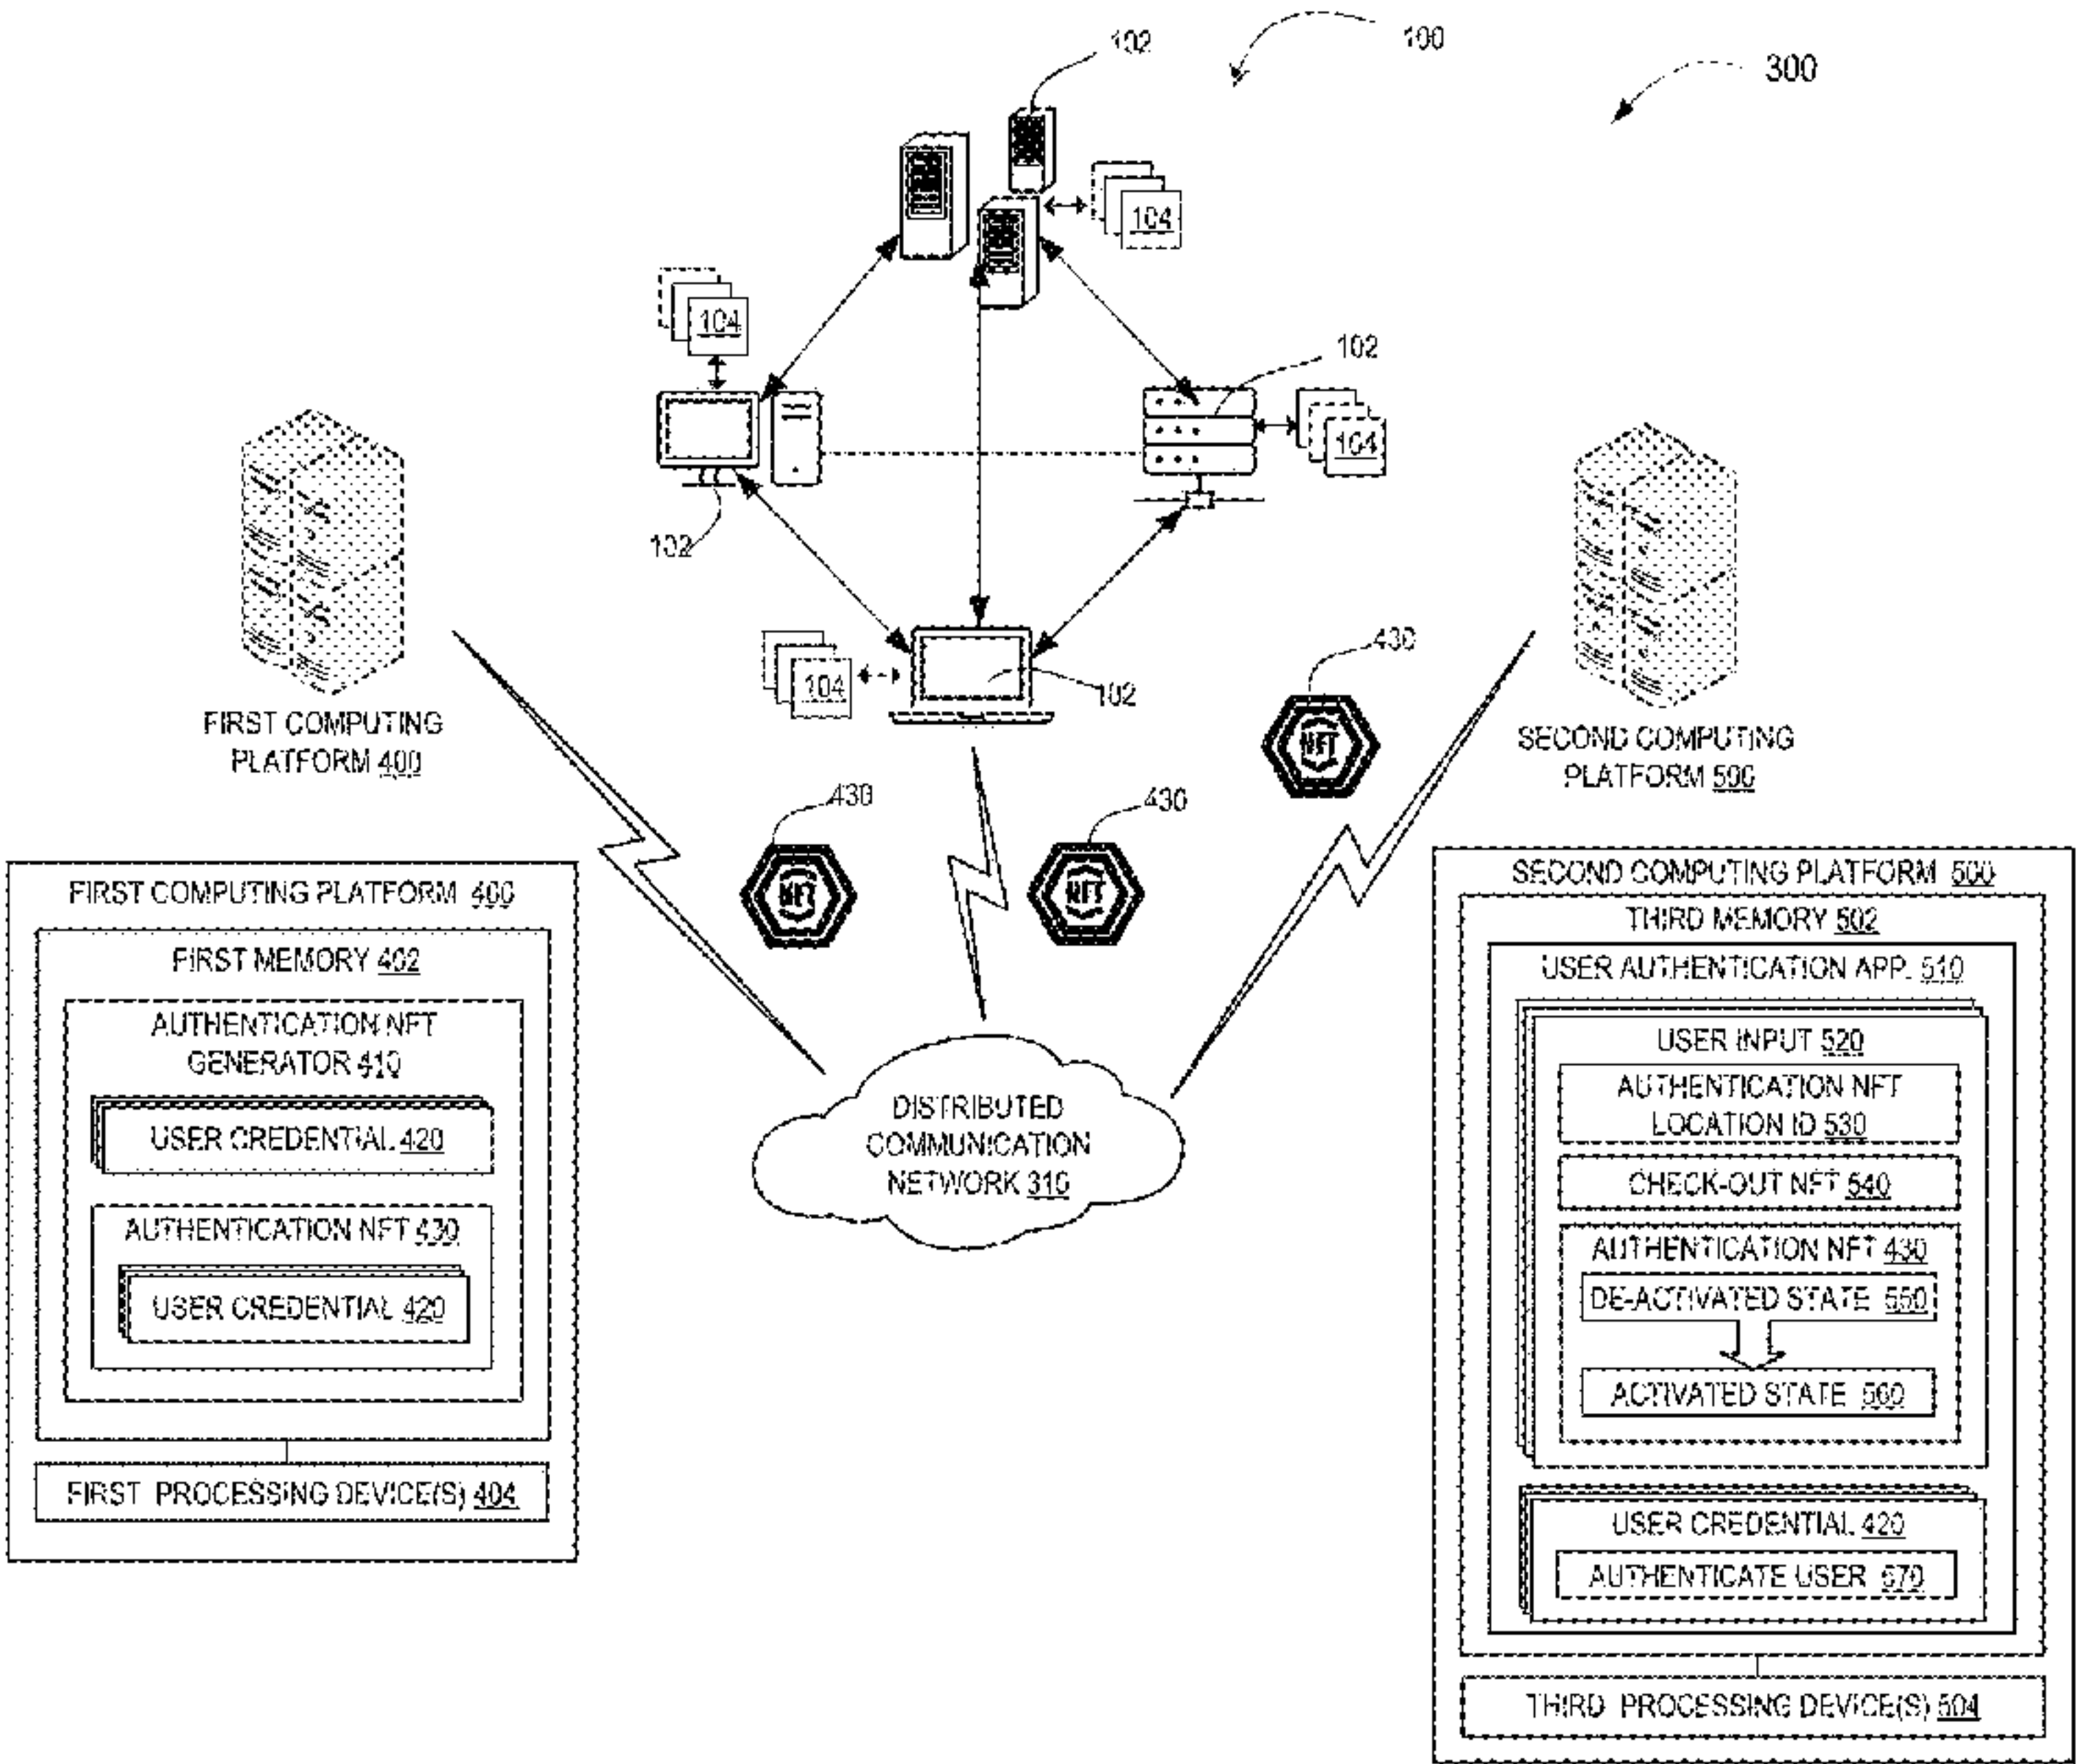 102
100
300
104
104
102
104
102
104
102
430
FIRST COMPUTING
PLATFORM 400
SECOND COMPUTING
PLATFORM 500
NFT
430
430
NFT
NFT
FIRST COMPUTING PLATFORM 400
FIRST MEMORY 402
AUTHENTICATION NFT
GENERATOR 410
USER CREDENTIAL 420
AUTHENTICATION NFT 430
USER CREDENTIAL 420
FIRST PROCESSING DEVICE(S) 404
DISTRIBUTED
COMMUNICATION
NETWORK 310
SECOND COMPUTING PLATFORM 500
THIRD MEMORY 502
USER AUTHENTICATION APP. 510
USER INPUT 520
AUTHENTICATION NFT
LOCATION ID 530
CHECK-OUT NFT 540
AUTHENTICATION NFT 430
DE-ACTIVATED STATE 550
ACTIVATED STATE 560
USER CREDENTIAL 420
AUTHENTICATE USER 570
THIRD PROCESSING DEVICE(S) 504